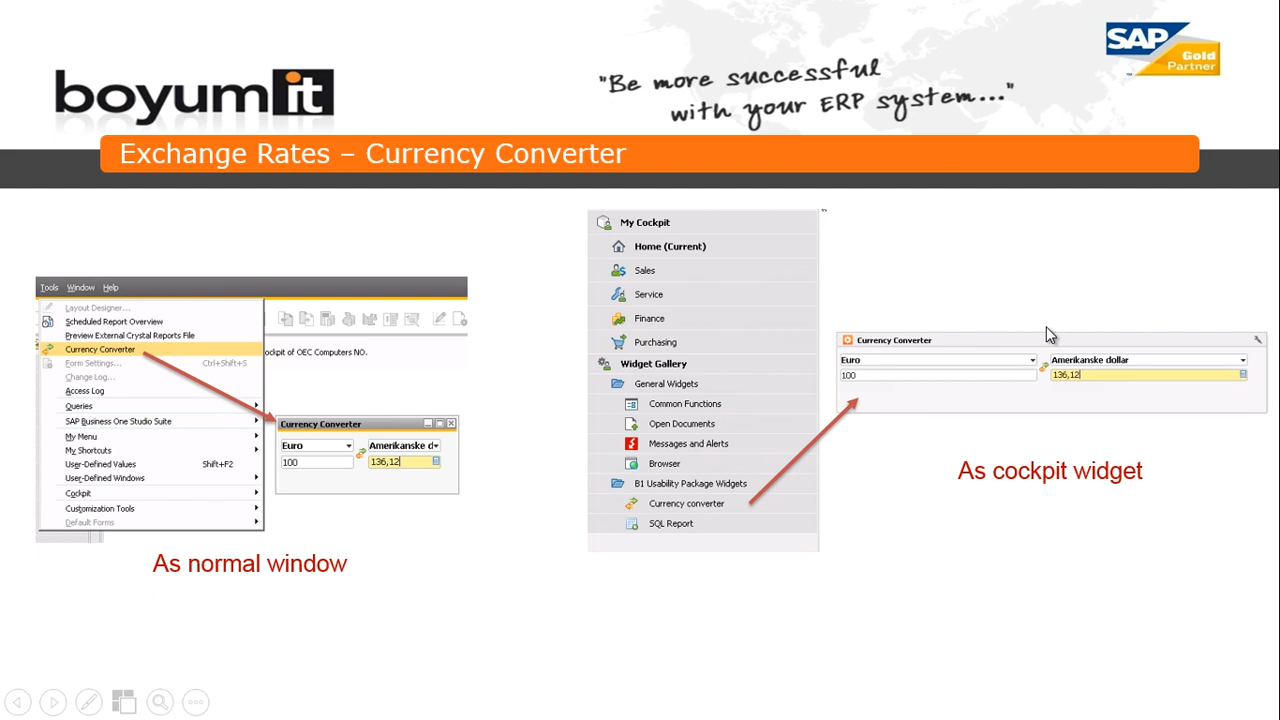 boyumit
"Be more successful
with your ERP system..."
SAP
Gold
Partner
Exchange Rates – Currency Converter
Tools Window Help
Layout Designer...
Scheduled Report Overview
Preview External Crystal Reports File
Currency Converter
Form Settings... Ctrl+Shift+S
Change Log...
Access Log
Queries
SAP Business One Studio Suite
My Menu
My Shortcuts
User-Defined Values Shift+F2
User-Defined Windows
Cockpit
Customization Tools
Default Forms
ockpit of OEC Computers NO.
Currency Converter
Euro Amerikanske d
100 136,12
As normal window
My Cockpit
Home (Current)
Sales
Service
Finance
Purchasing
Widget Gallery
General Widgets
Common Functions
Open Documents
Messages and Alerts
Browser
B1 Usability Package Widgets
Currency converter
SQL Report
Currency Converter
Euro Amerikanske dollar
100 136,12
As cockpit widget